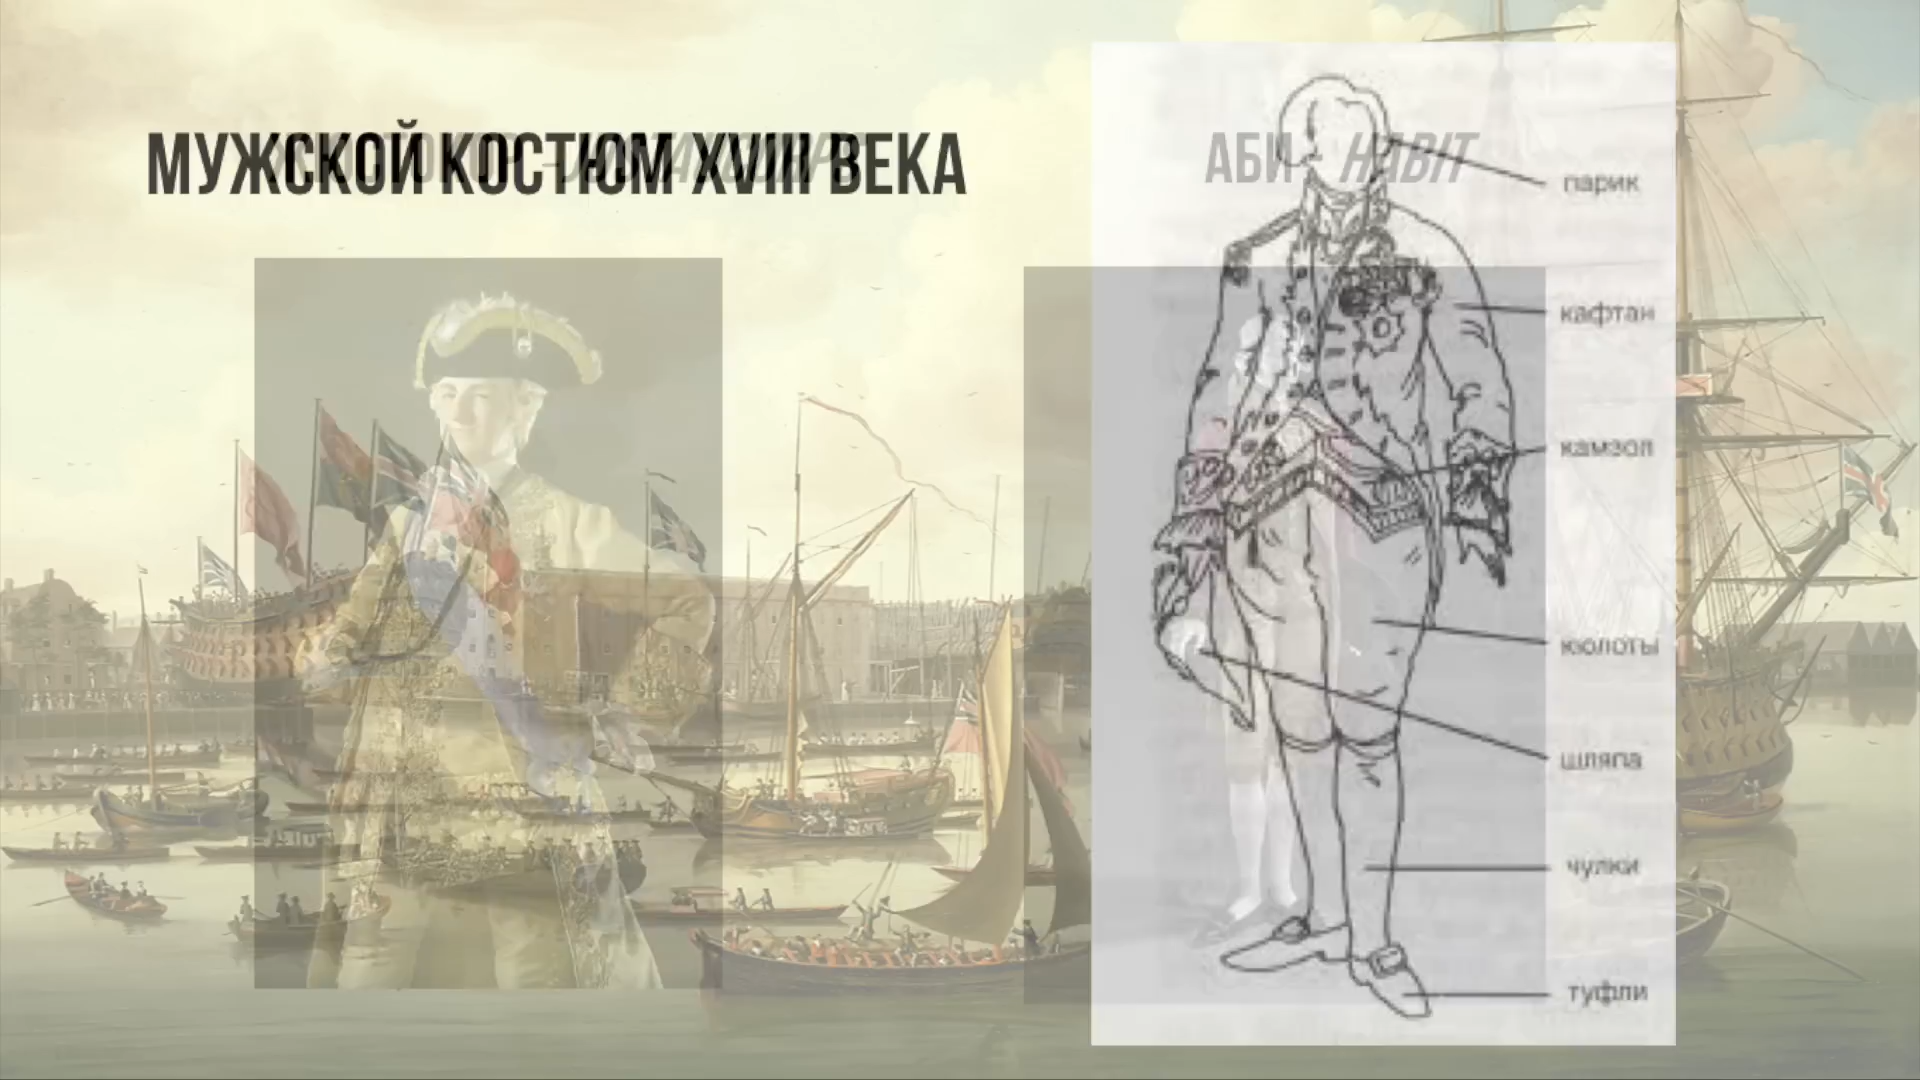 МУЖСКОЙ КОСТЮМ XVIII ВЕКА
АБИ - HABIT
парик
кафтан
камзол
кюлоты
шляпа
чулки
туфли